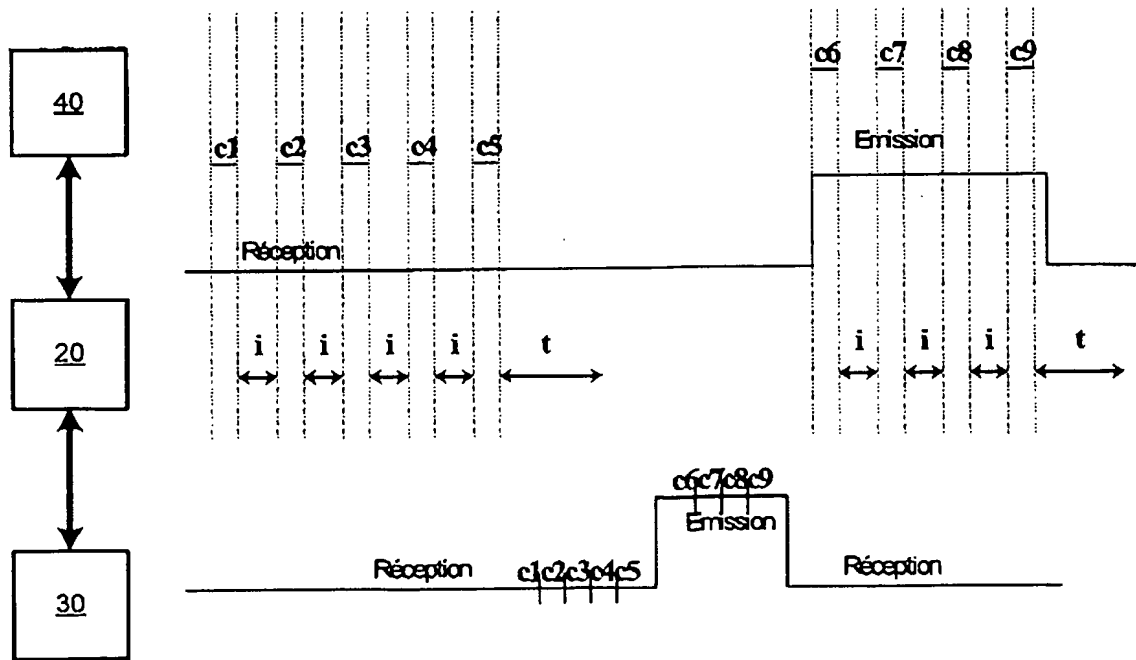 40
c6 c7 c8 c9
Emission
c1 c2 c3 c4 c5
Réception
20
i i i i t
i i i t
c6c7c8c9
Emission
Réception
c1c2c3c4c5
Réception
30